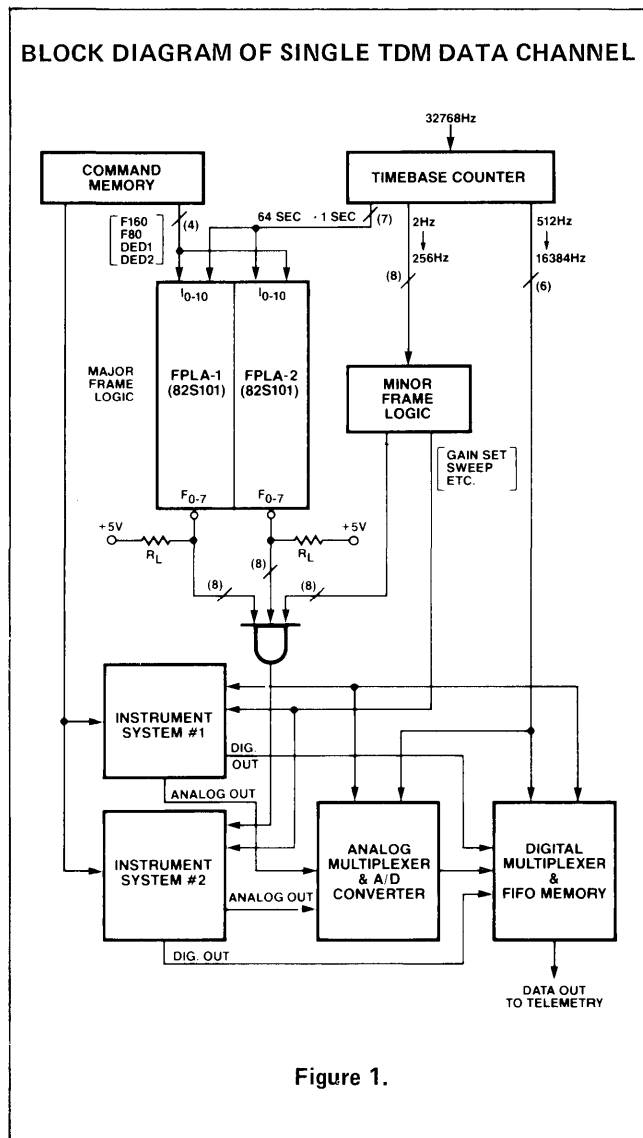 BLOCK DIAGRAM OF SINGLE TDM DATA CHANNEL
32768Hz
COMMAND
MEMORY
TIMEBASE COUNTER
F160
F80
DED1
DED2
(4)
64 SEC · 1 SEC
(7)
2Hz
256Hz
(8)
512Hz
16384Hz
(6)
I0-10
I0-10
MAJOR
FRAME
LOGIC
FPLA-1
(82S101)
FPLA-2
(82S101)
MINOR
FRAME
LOGIC
GAIN SET
SWEEP
ETC.
F0-7
F0-7
+5V
RL
RL
+5V
(8)
(8)
(8)
INSTRUMENT
SYSTEM #1
DIG.
OUT
ANALOG OUT
INSTRUMENT
SYSTEM #2
ANALOG OUT
DIG. OUT
ANALOG
MULTIPLEXER
& A/D
CONVERTER
DIGITAL
MULTIPLEXER
&
FIFO MEMORY
DATA OUT
TO TELEMETRY
Figure 1.